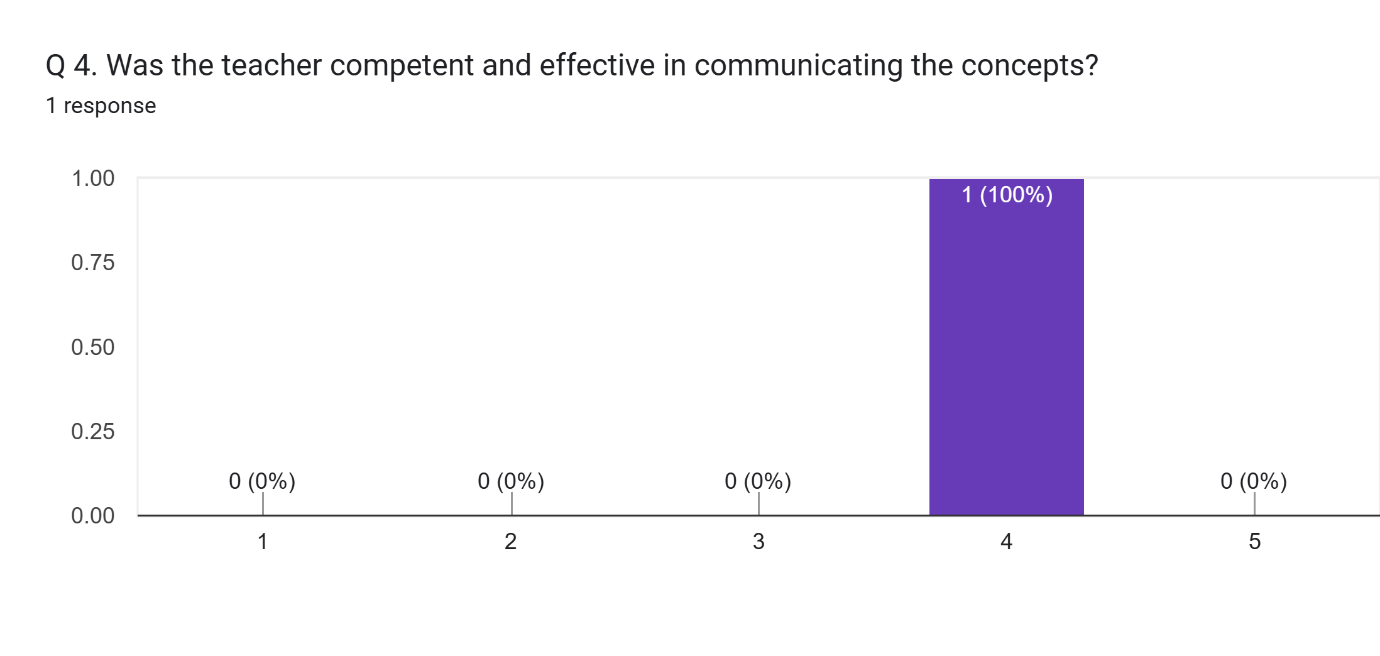 Q 4. Was the teacher competent and effective in communicating the concepts?
1 response
1.00
1 (100%)
0.75
0.50
0.25
0 (0%) 0 (0%) 0 (0%) 0 (0%)
0.00
1 2 3 4 5